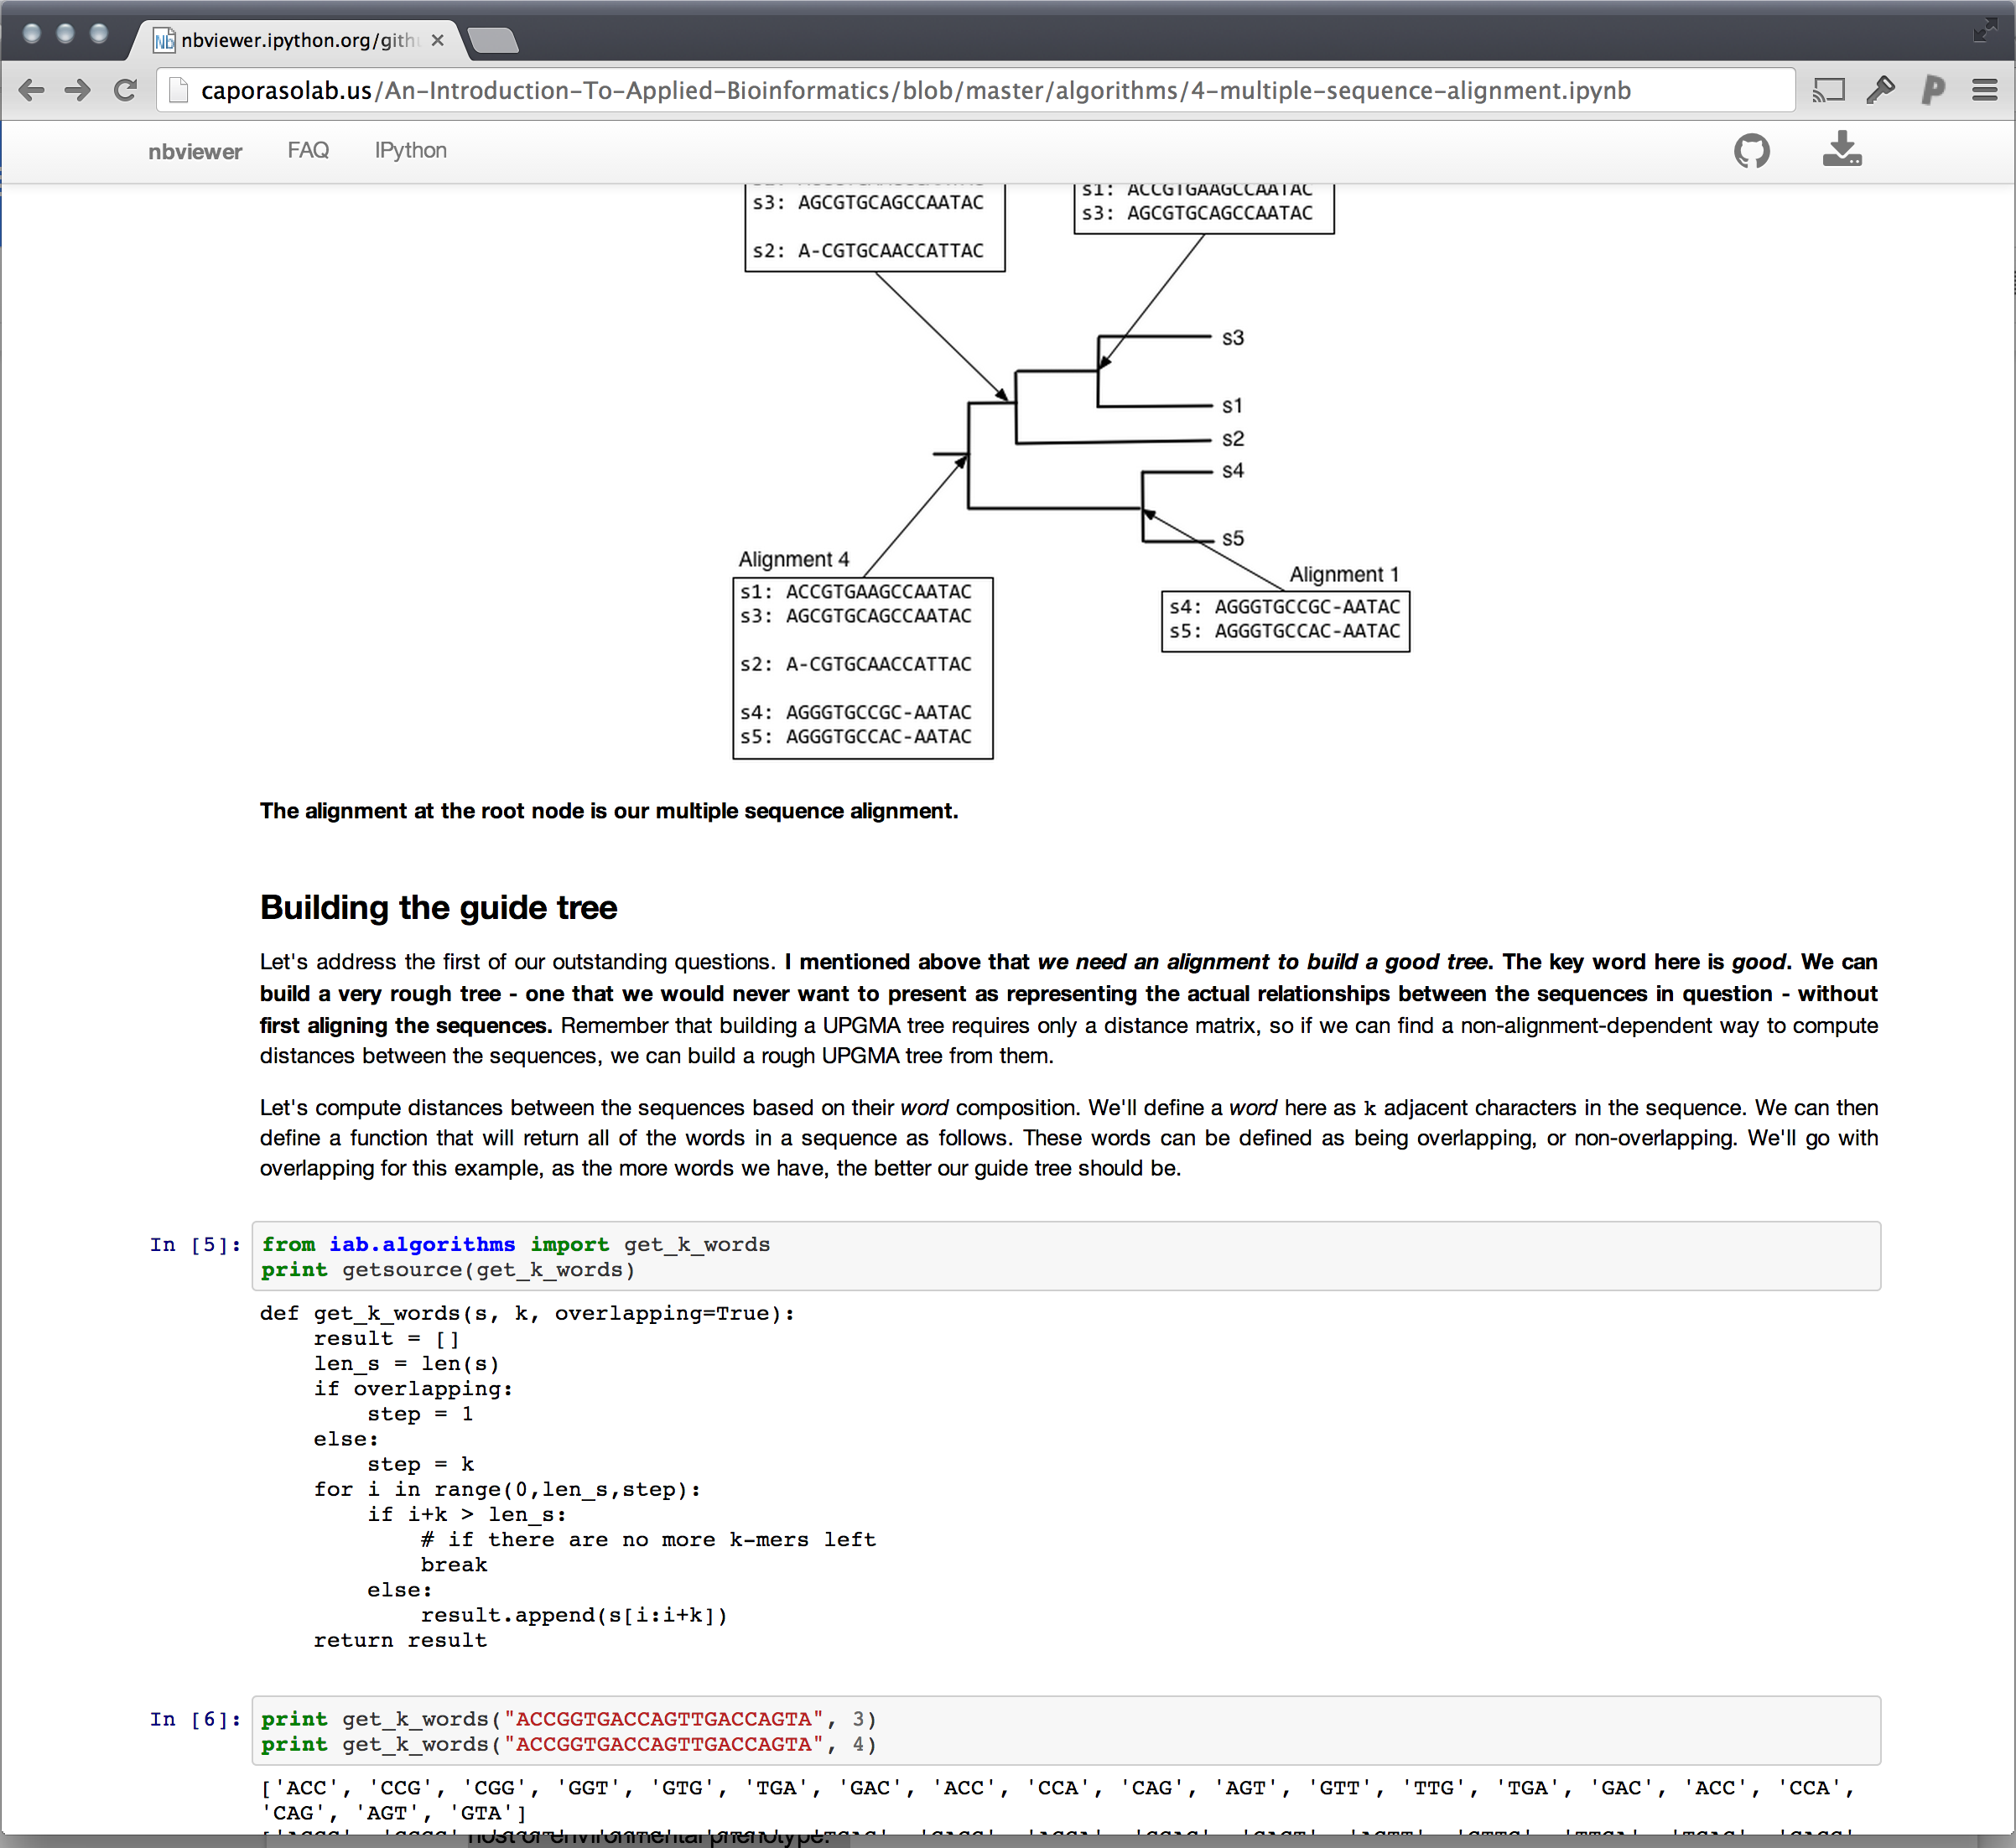 nbviewer.ipython.org/gith
caporasolab.us/An-Introduction-To-Applied-Bioinformatics/blob/master/algorithms/4-multiple-sequence-alignment.ipynb
nbviewer FAQ IPython
s3: AGCGTGCAGCCAATAC
s2: A-CGTGCAACCATTAC
s1: ACCGTGAAGCCAATAC
s3: AGCGTGCAGCCAATAC
s3
s1
s2
s4
s5
Alignment 4
s1: ACCGTGAAGCCAATAC
s3: AGCGTGCAGCCAATAC
s2: A-CGTGCAACCATTAC
s4: AGGGTGCCGC-AATAC
s5: AGGGTGCCAC-AATAC
Alignment 1
s4: AGGGTGCCGC-AATAC
s5: AGGGTGCCAC-AATAC
The alignment at the root node is our multiple sequence alignment.
Building the guide tree
Let's address the first of our outstanding questions. I mentioned above that we need an alignment to build a good tree. The key word here is good. We can
build a very rough tree - one that we would never want to present as representing the actual relationships between the sequences in question - without
first aligning the sequences. Remember that building a UPGMA tree requires only a distance matrix, so if we can find a non-alignment-dependent way to compute
distances between the sequences, we can build a rough UPGMA tree from them.
Let's compute distances between the sequences based on their word composition. We'll define a word here as k adjacent characters in the sequence. We can then
define a function that will return all of the words in a sequence as follows. These words can be defined as being overlapping, or non-overlapping. We'll go with
overlapping for this example, as the more words we have, the better our guide tree should be.
In [5]: from iab.algorithms import get_k_words
print getsource(get_k_words)
def get_k_words(s, k, overlapping=True):
    result = []
    len_s = len(s)
    if overlapping:
        step = 1
    else:
        step = k
    for i in range(0,len_s,step):
        if i+k > len_s:
            # if there are no more k-mers left
            break
        else:
            result.append(s[i:i+k])
    return result
In [6]: print get_k_words("ACCGGTGACCAGTTGACCAGTA", 3)
print get_k_words("ACCGGTGACCAGTTGACCAGTA", 4)
['ACC', 'CCG', 'CGG', 'GGT', 'GTG', 'TGA', 'GAC', 'ACC', 'CCA', 'CAG', 'AGT', 'GTT', 'TTG', 'TGA', 'GAC', 'ACC', 'CCA',
'CAG', 'AGT', 'GTA']
host or environmental phenotype.